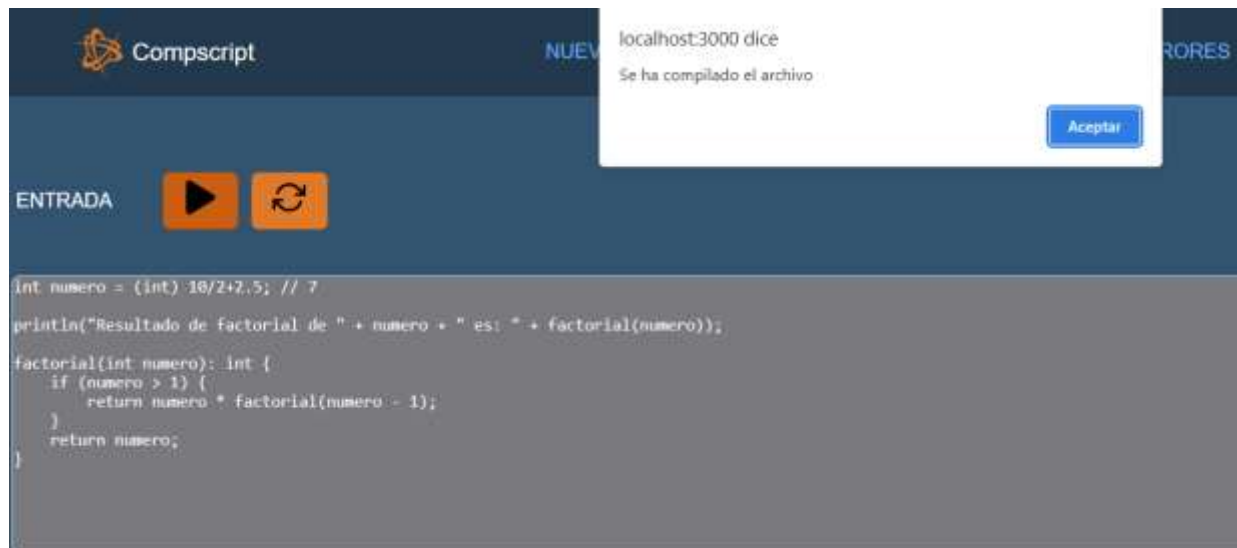 Compscript
NUEV
localhost:3000 dice
RORES
Se ha compilado el archivo
Aceptar
ENTRADA
int numero = (int) 10/2+2.5; // 7
println("Resultado de factorial de " + numero + " es: " + factorial(numero));
factorial(int numero): int {
    if (numero > 1) {
        return numero * factorial(numero - 1);
    }
    return numero;
}